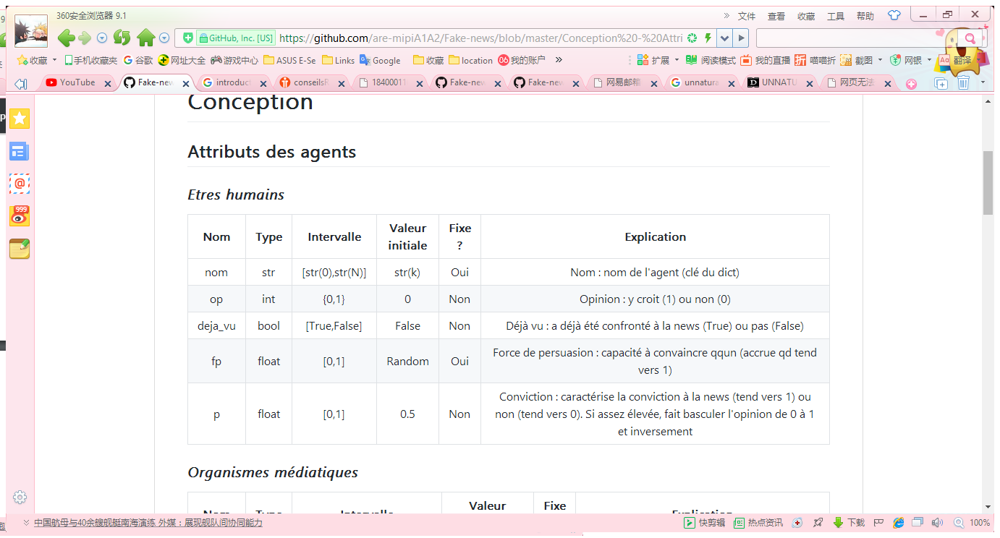 360安全浏览器 9.1
» 文件 查看 收藏 工具 帮助
GitHub, Inc. [US] https://github.com/are-mipiA1A2/Fake-news/blob/master/Conception%20-%20Attri
收藏 手机收藏夹 谷歌 网址大全 游戏中心 ASUS E-Se Links Google 收藏 location 我的账户 » 扩展 阅读模式 我的直播 喵喵折 截图 网银 翻译
YouTube Fake-new introduct conseilsR 18400011 Fake-new Fake-new 网易邮箱 unnatura UNNATU 网页无法
Conception
Attributs des agents
Etres humains
Nom Type Intervalle Valeur initiale Fixe ? Explication
nom str [str(0),str(N)] str(k) Oui Nom : nom de l'agent (clé du dict)
op int {0,1} 0 Non Opinion : y croit (1) ou non (0)
deja_vu bool [True,False] False Non Déjà vu : a déjà été confronté à la news (True) ou pas (False)
fp float [0,1] Random Oui Force de persuasion : capacité à convaincre qqun (accrue qd tend
vers 1)
p float [0,1] 0.5 Non Conviction : caractérise la conviction à la news (tend vers 1) ou
non (tend vers 0). Si assez élevée, fait basculer l'opinion de 0 à 1
et inversement
Organismes médiatiques
Nom Type Intervalle Valeur Fixe Explication
中国航母与40余艘舰艇南海演练 外媒：展现舰队间协同能力
快剪辑 热点资讯 下载 100%